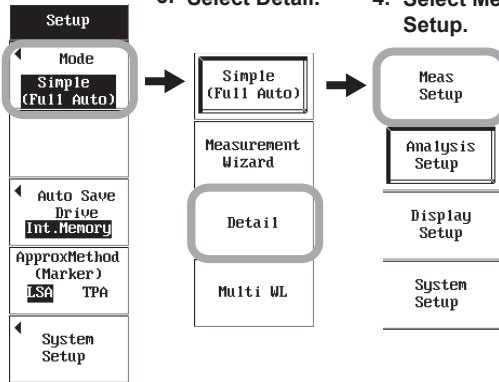 3. Select Detail.
4. Select Me
Setup.
Setup
Mode
Simple
(Full Auto)
Auto Save
Drive
Int.Memory
ApproxMethod
(Marker)
LSA TPA
System
Setup
Simple
(Full Auto)
Measurement
Wizard
Detail
Multi WL
Meas
Setup
Analysis
Setup
Display
Setup
System
Setup